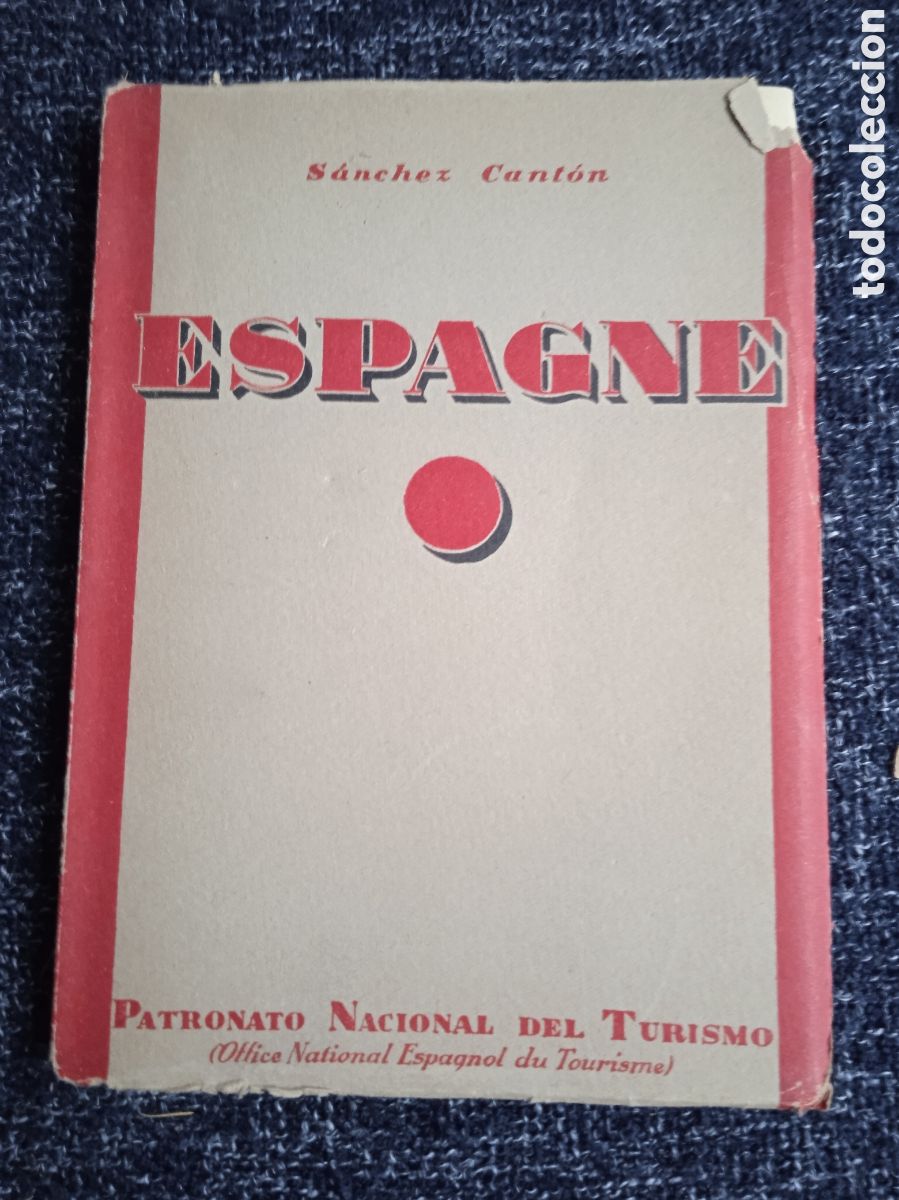 Sánchez Cantón
ESPAGNE
PATRONATO NACIONAL DEL TURISMO
(Office National Espagnol du Tourisme)
todocoleccion